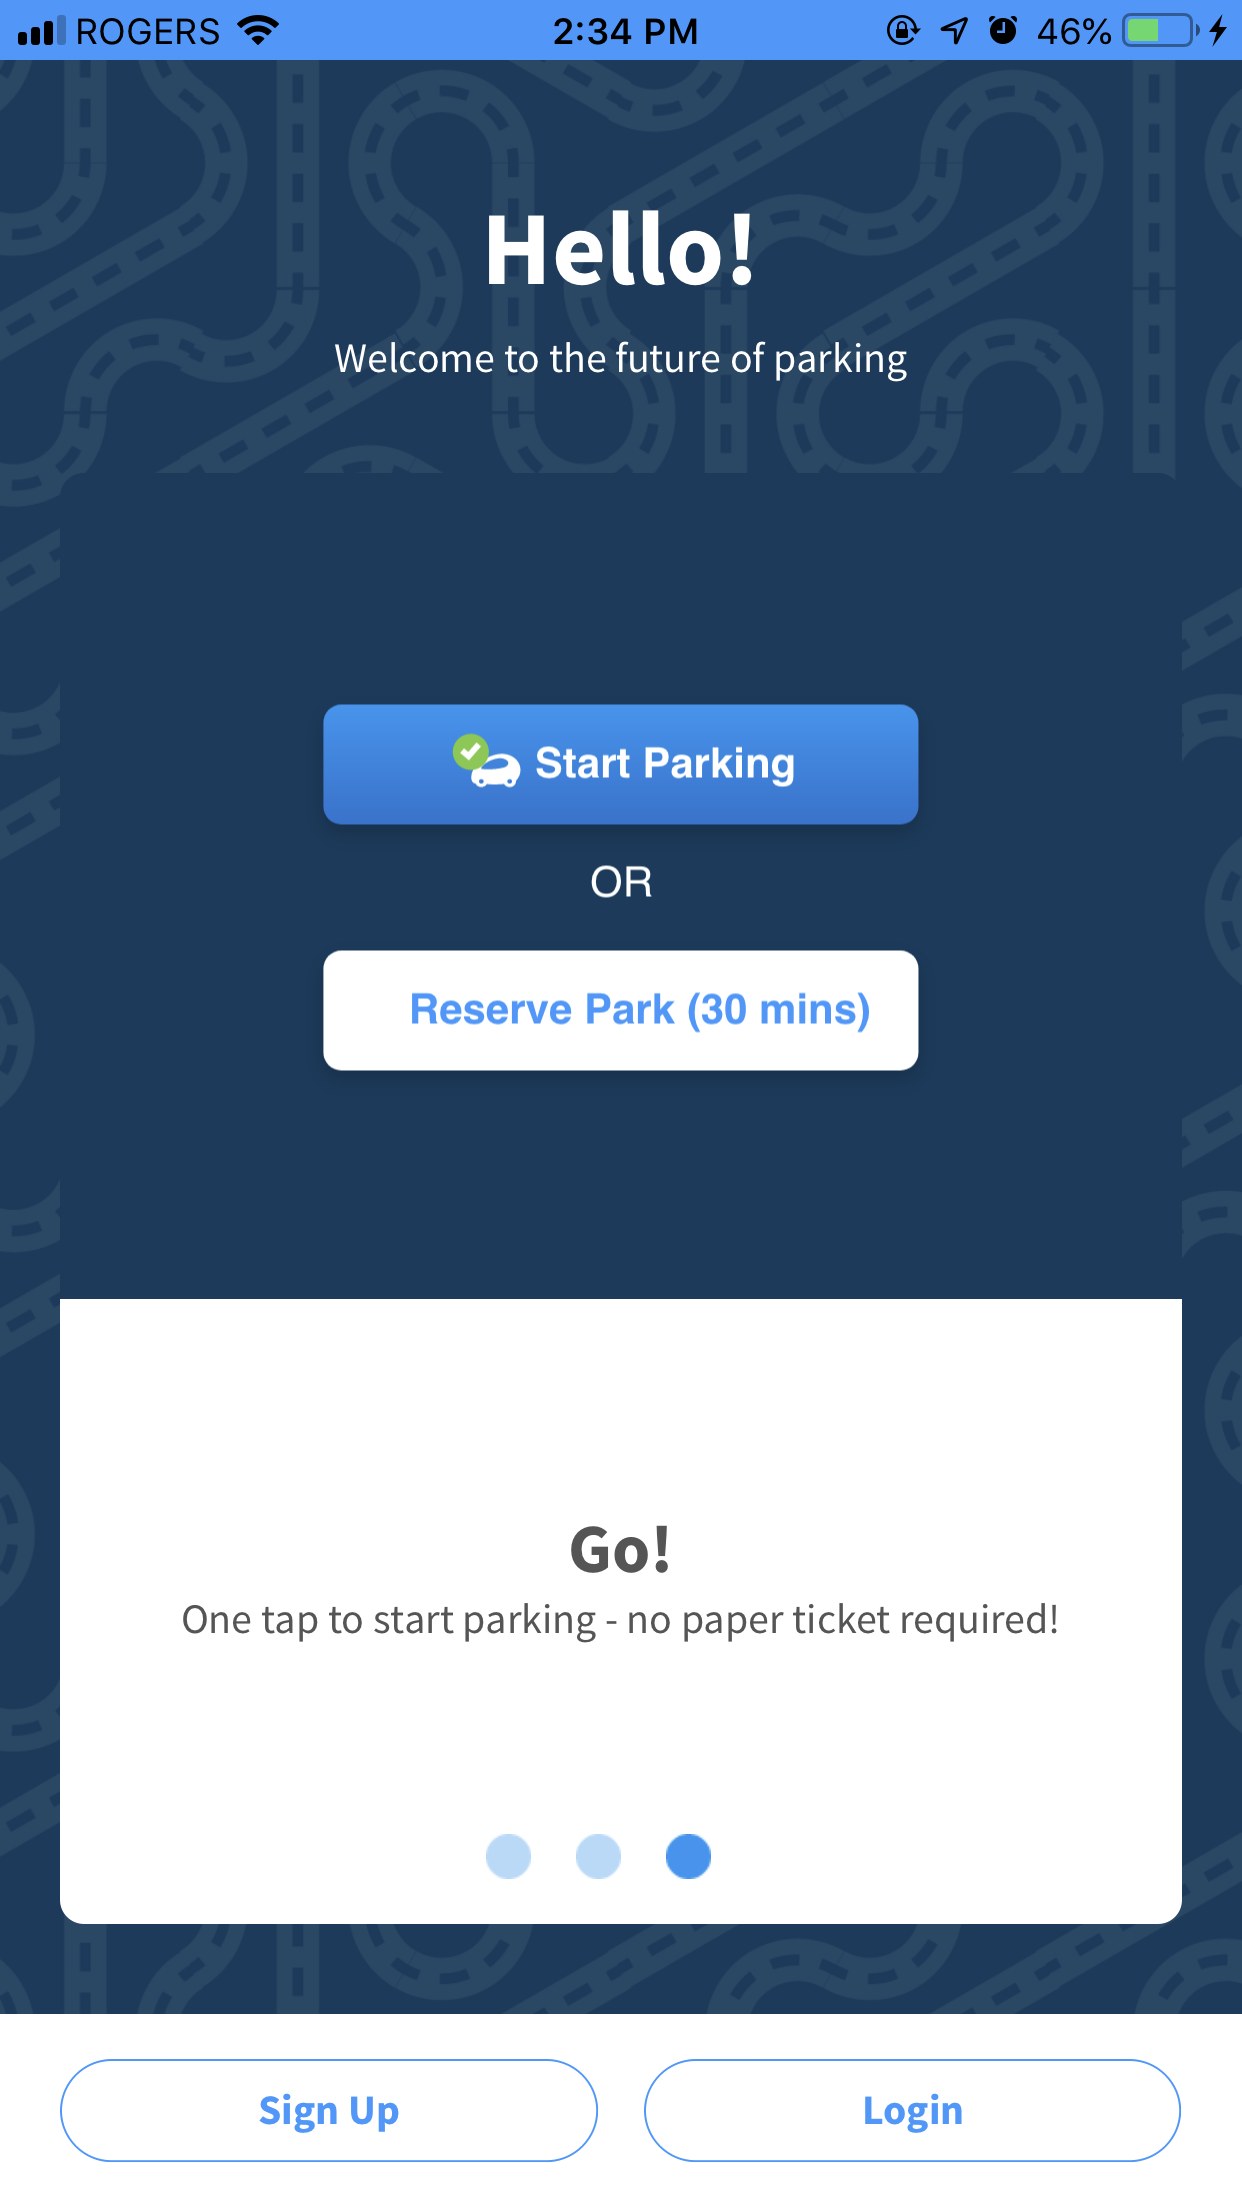 ROGERS 2:34 PM 46%
Hello!
Welcome to the future of parking
Start Parking
OR
Reserve Park (30 mins)
Go!
One tap to start parking - no paper ticket required!
Sign Up Login